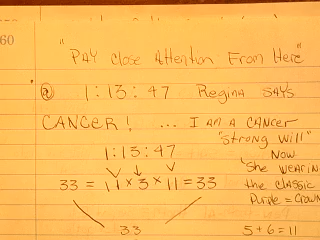 60
"PAY Close Attention From Here"
@ 1:13:47 Regina SAYS
CANCER! ... I AM A CANCER
"Strong Will"
1:13:47 = NOW
33 = 11 x 3 x 11 = 33
"She WEARING
the CLASSIC
Purple = CROWN
33
5+6=11